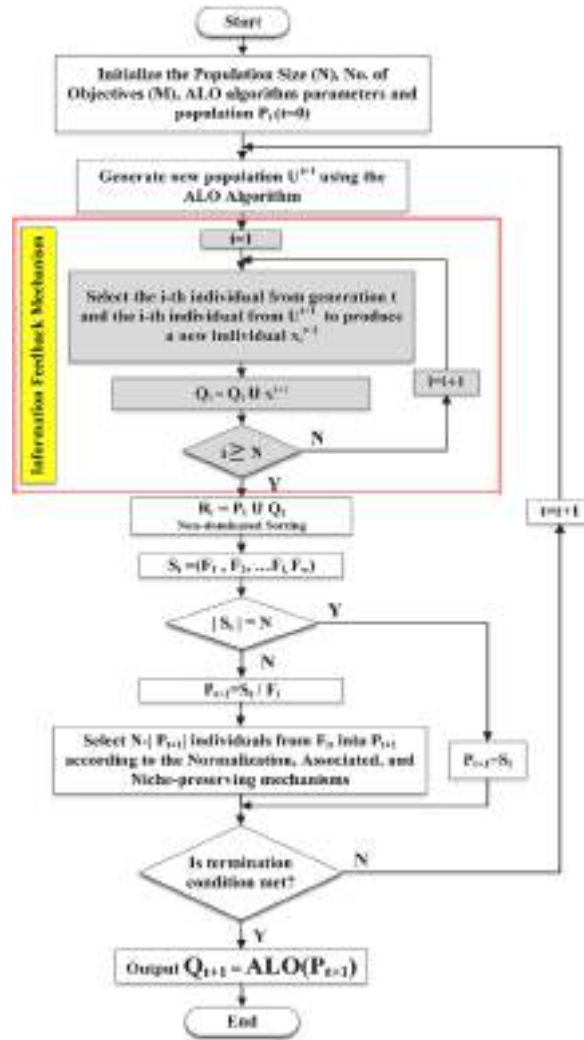 Start
Initialize the Population Size (N), No. of
Objectives (M), ALO algorithm parameters and
population Pₜ (t=0)
Generate new population Uᵗ⁺¹ using the
ALO Algorithm
Information Feedback Mechanism
i=1
Select the i-th individual from generation t
and the i-th individual from Uᵗ⁺¹ to produce
a new individual xᵢᵗ⁺¹
i=i+1
Qₜ = Qₜ U xᵗ⁺¹
N
i ≥ N
Y
Rₜ = Pₜ U Qₜ
Non-dominated Sorting
t=t+1
Sₜ =(F₁ , F₂, …Fₗ
Y
| Sₜ | = N
N
Pₜ₊₁=Sₜ / Fₗ
Select N-| Pₜ₊₁| individuals from Fₗ, into Pₜ₊₁
according to the Normalization, Associated, and
Niche-preserving mechanisms
Pₜ₊₁=Sₜ
Is termination
condition met?
N
Y
Output Qₜ₊₁ = ALO(Pₜ₊₁)
End